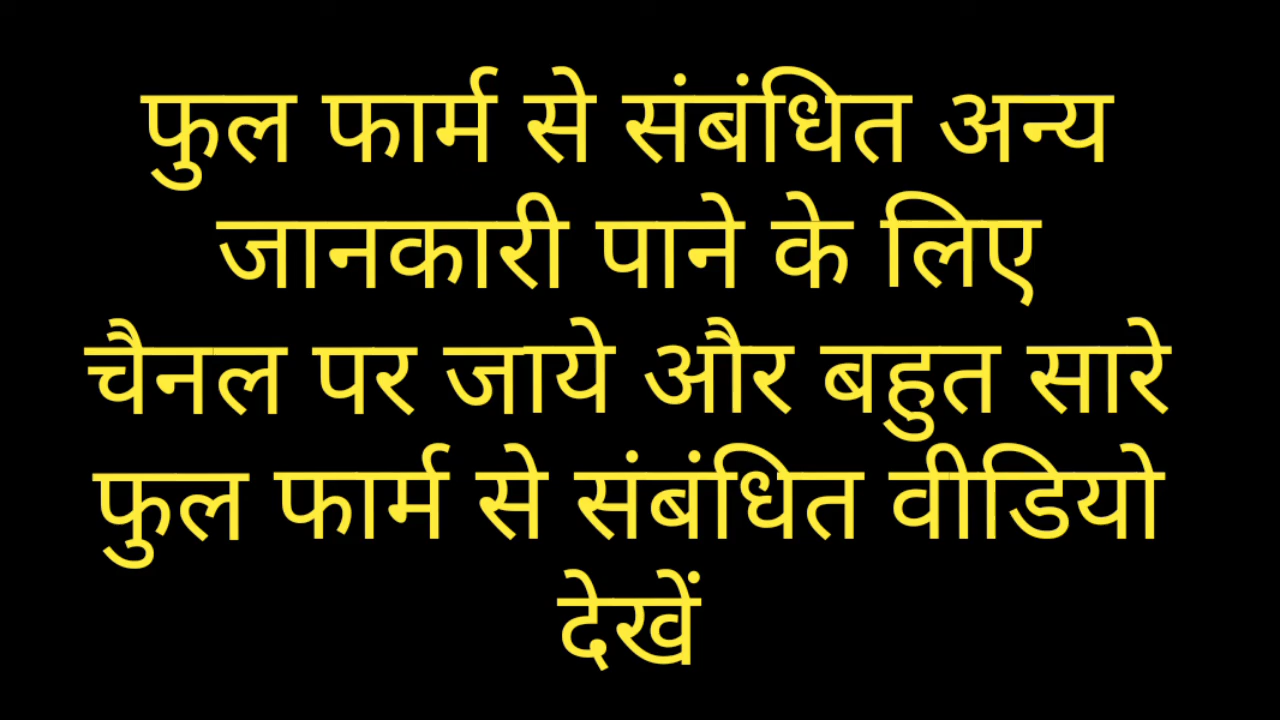 फुल फार्म से संबंधित अन्य
जानकारी पाने के लिए
चैनल पर जाये और बहुत सारे
फुल फार्म से संबंधित वीडियो
देखें